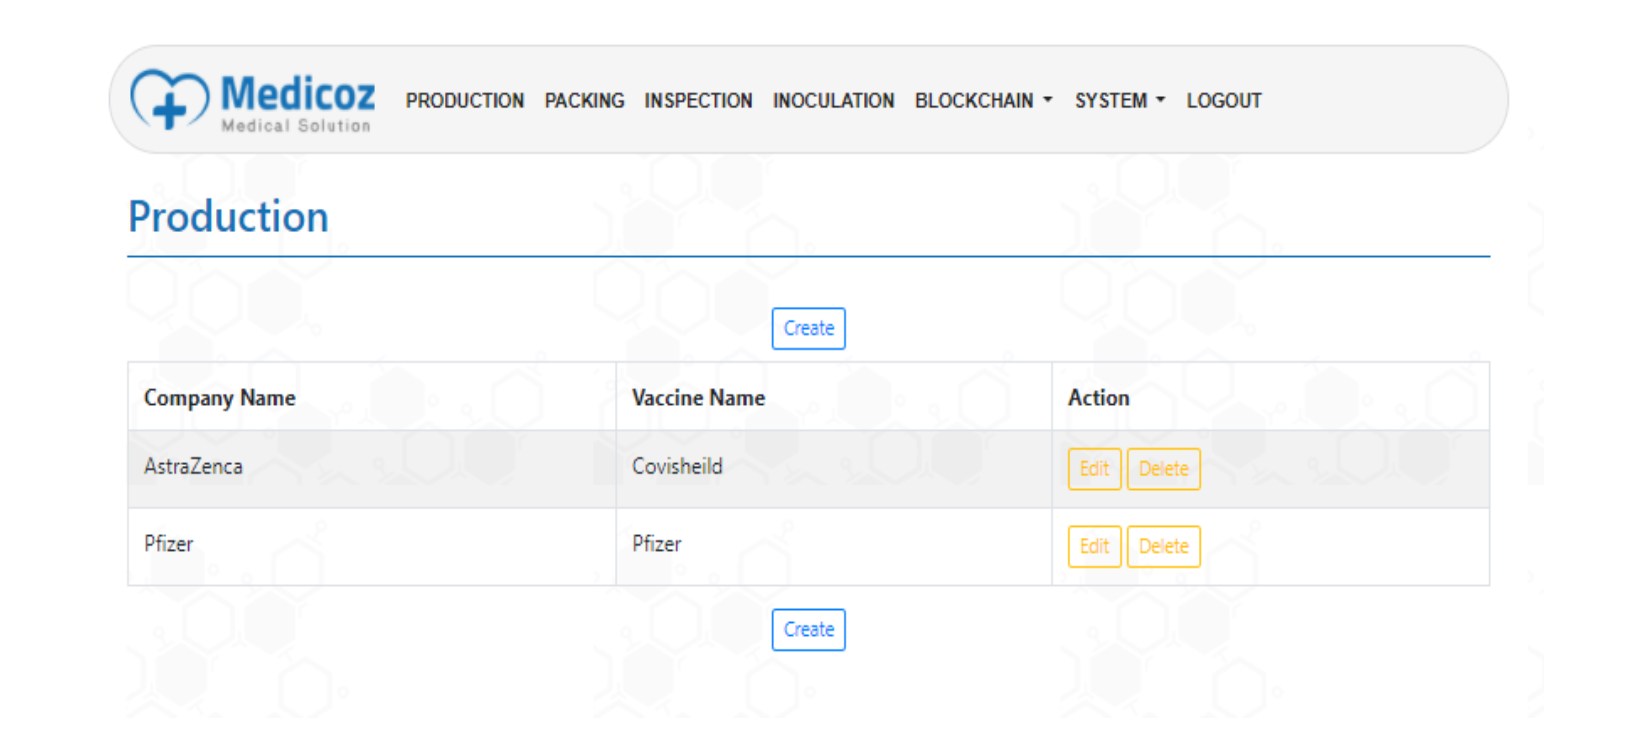 Medicoz
Medical Solution
PRODUCTION PACKING INSPECTION INOCULATION BLOCKCHAIN SYSTEM LOGOUT
Production
Create
Company Name Vaccine Name Action
AstraZenca Covisheild Edit Delete
Pfizer Pfizer Edit Delete
Create